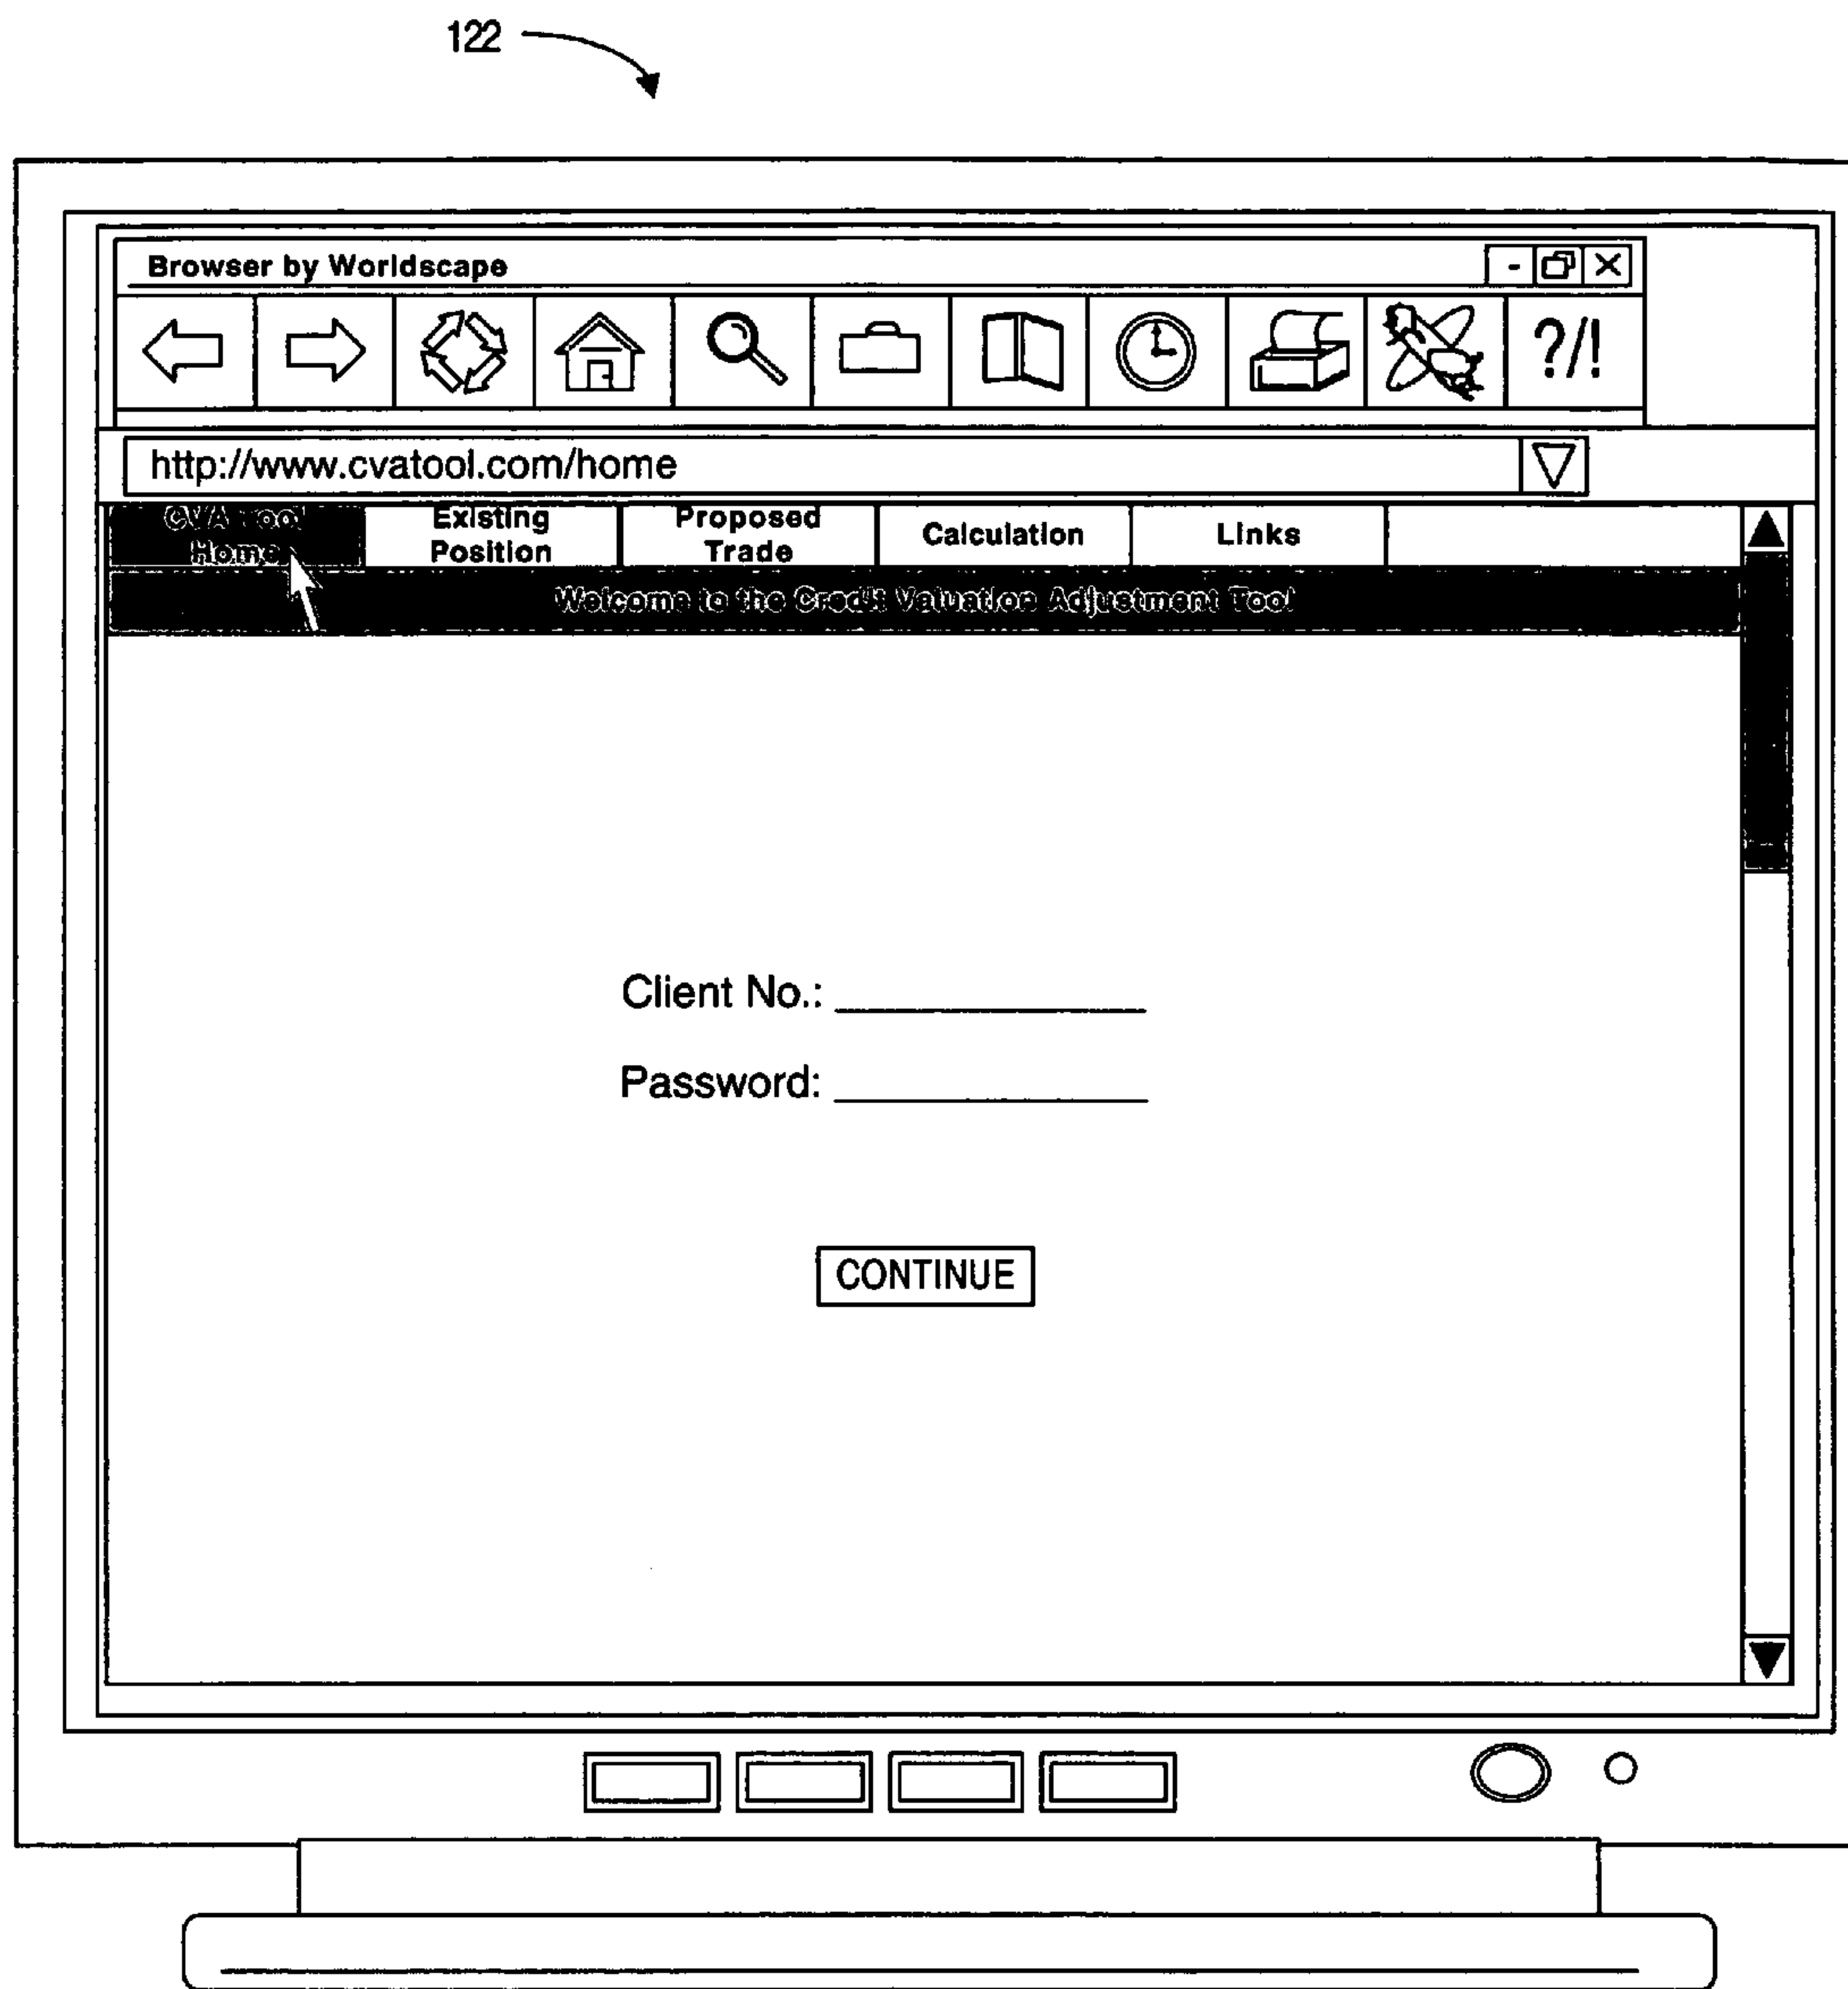 122
Browser by Worldscape
?/!
http://www.cvatool.com/home
CVA Tool
Home
Existing
Position
Proposed
Trade
Calculation
Links
Welcome to the Credit Valuation Adjustment Tool
Client No.:
Password:
CONTINUE